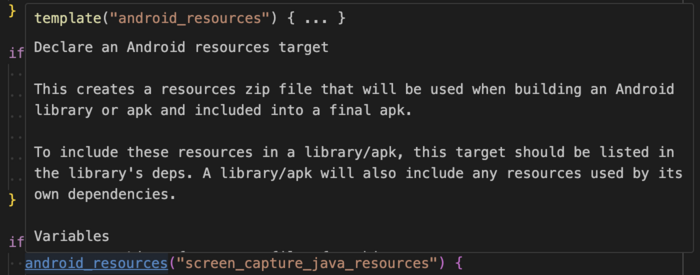 }
template("android_resources") { ... }
Declare an Android resources target
if
This creates a resources zip file that will be used when building an Android
library or apk and included into a final apk.
To include these resources in a library/apk, this target should be listed in
the library's deps. A library/apk will also include any resources used by its
own dependencies.
}
Variables
if
android_resources("screen_capture_java_resources") {